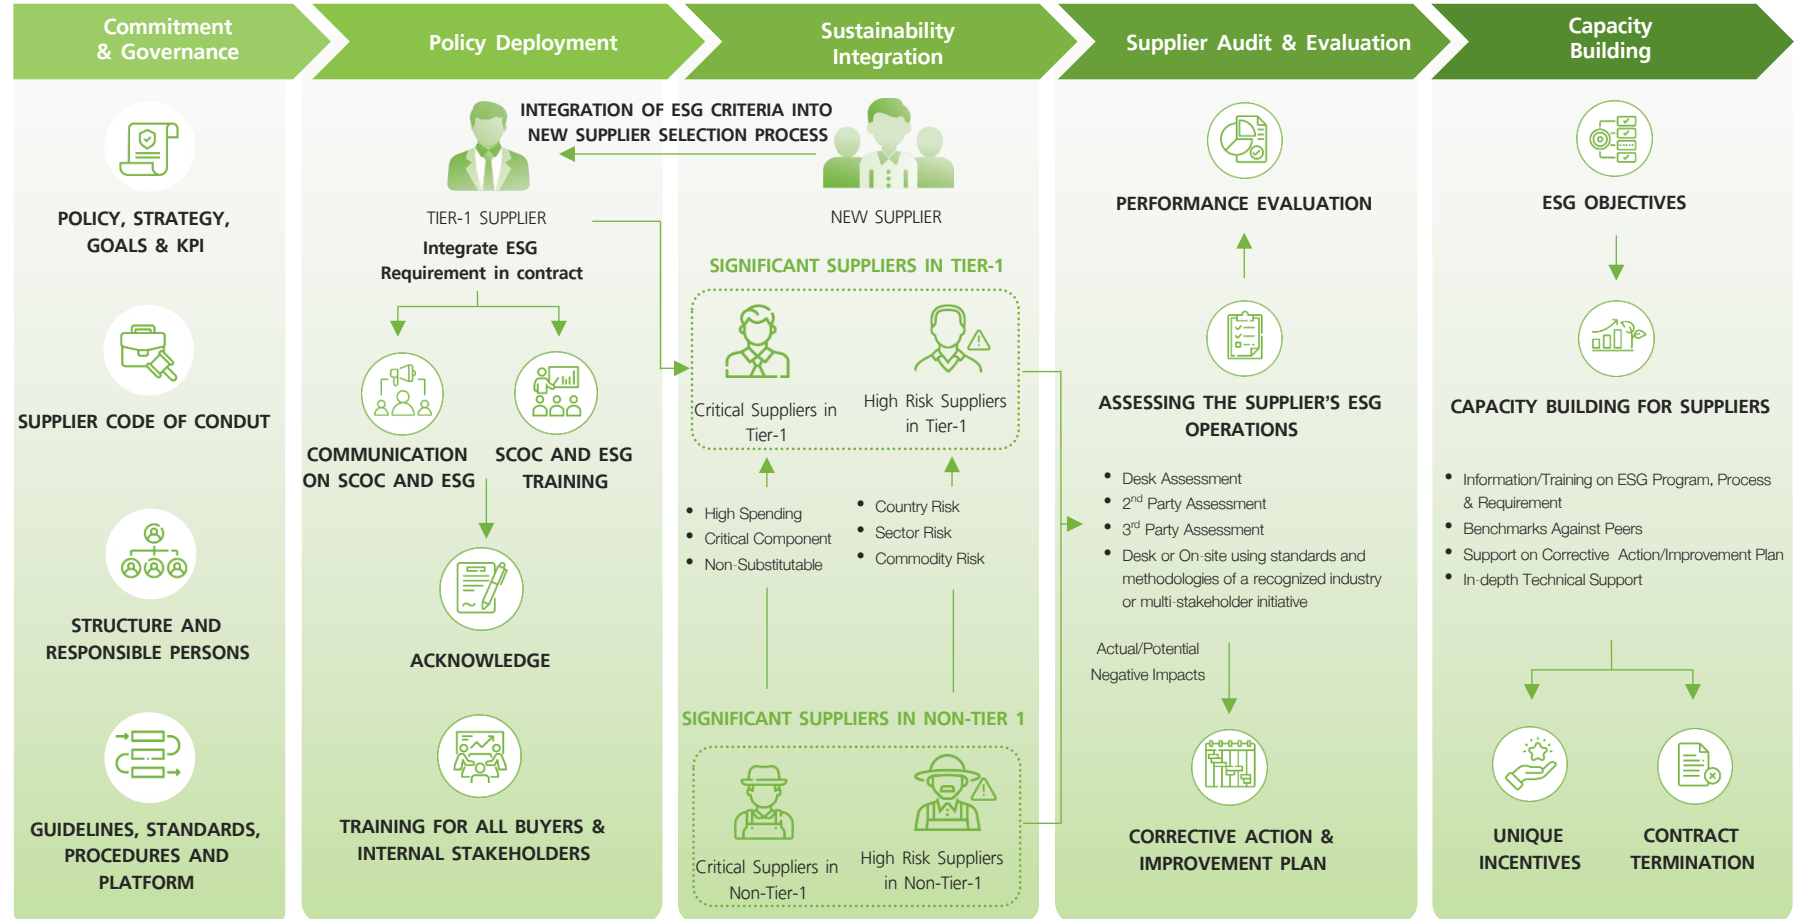 Commitment
& Governance
Policy Deployment
Sustainability
Integration
Supplier Audit & Evaluation
Capacity
Building
POLICY, STRATEGY,
GOALS & KPI
SUPPLIER CODE OF CONDUT
STRUCTURE AND
RESPONSIBLE PERSONS
GUIDELINES, STANDARDS,
PROCEDURES AND
PLATFORM
INTEGRATION OF ESG CRITERIA INTO
NEW SUPPLIER SELECTION PROCESS
TIER-1 SUPPLIER
Integrate ESG
Requirement in contract
COMMUNICATION
ON SCOC AND ESG
SCOC AND ESG
TRAINING
ACKNOWLEDGE
TRAINING FOR ALL BUYERS &
INTERNAL STAKEHOLDERS
NEW SUPPLIER
SIGNIFICANT SUPPLIERS IN TIER-1
Critical Suppliers in
Tier-1
High Risk Suppliers
in Tier-1
• High Spending
• Critical Component
• Non-Substitutable
• Country Risk
• Sector Risk
• Commodity Risk
SIGNIFICANT SUPPLIERS IN NON-TIER 1
Critical Suppliers in
Non-Tier-1
High Risk Suppliers
in Non-Tier-1
PERFORMANCE EVALUATION
ASSESSING THE SUPPLIER'S ESG
OPERATIONS
• Desk Assessment
• 2nd Party Assessment
• 3rd Party Assessment
• Desk or On-site using standards and
methodologies of a recognized industry
or multi-stakeholder initiative
Actual/Potential
Negative Impacts
CORRECTIVE ACTION &
IMPROVEMENT PLAN
ESG OBJECTIVES
CAPACITY BUILDING FOR SUPPLIERS
• Information/Training on ESG Program, Process
& Requirement
• Benchmarks Against Peers
• Support on Corrective Action/Improvement Plan
• In-depth Technical Support
UNIQUE
INCENTIVES
CONTRACT
TERMINATION